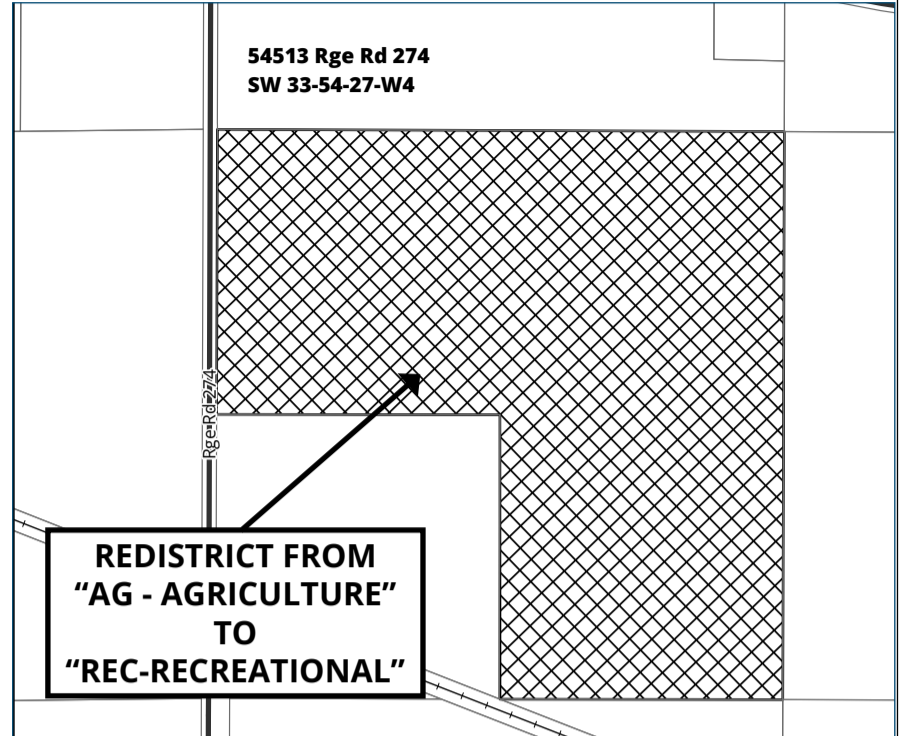 54513 Rge Rd 274
SW 33-54-27-W4
Rge Rd 274
REDISTRICT FROM
“AG - AGRICULTURE”
TO
“REC-RECREATIONAL”